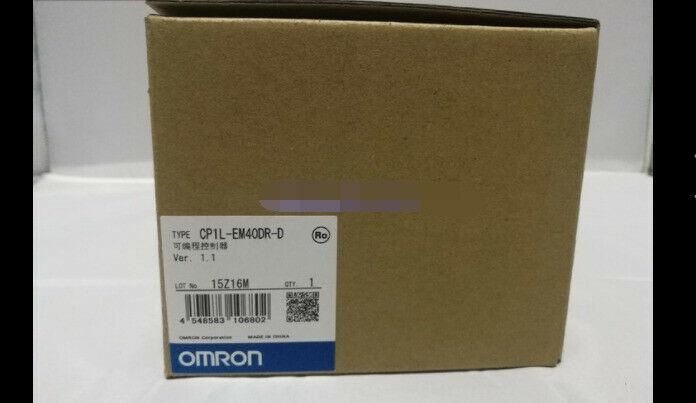 TYPE CP1L-EM40DR-D Ro
可编程控制器
Ver. 1.1
LOT No. 15Z16M QTY. 1
4 548583 106802
OMRON Corporation MADE IN CHINA
OMRON